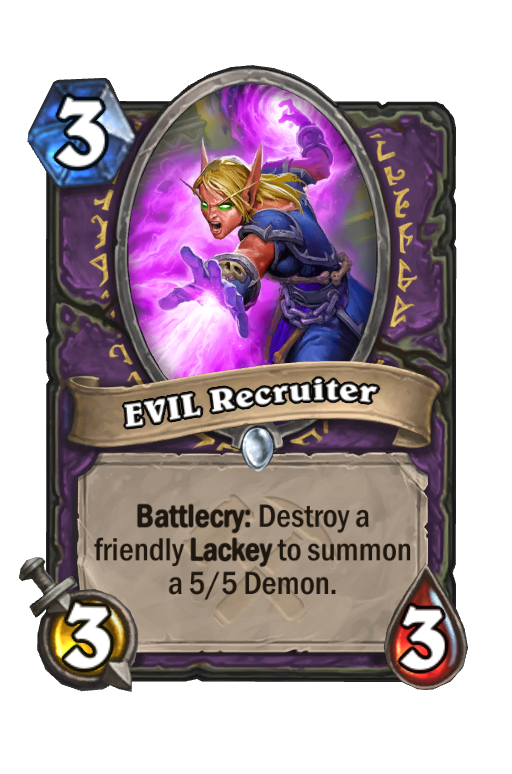 3
EVIL Recruiter
Battlecry: Destroy a
friendly Lackey to summon
a 5/5 Demon.
3
3